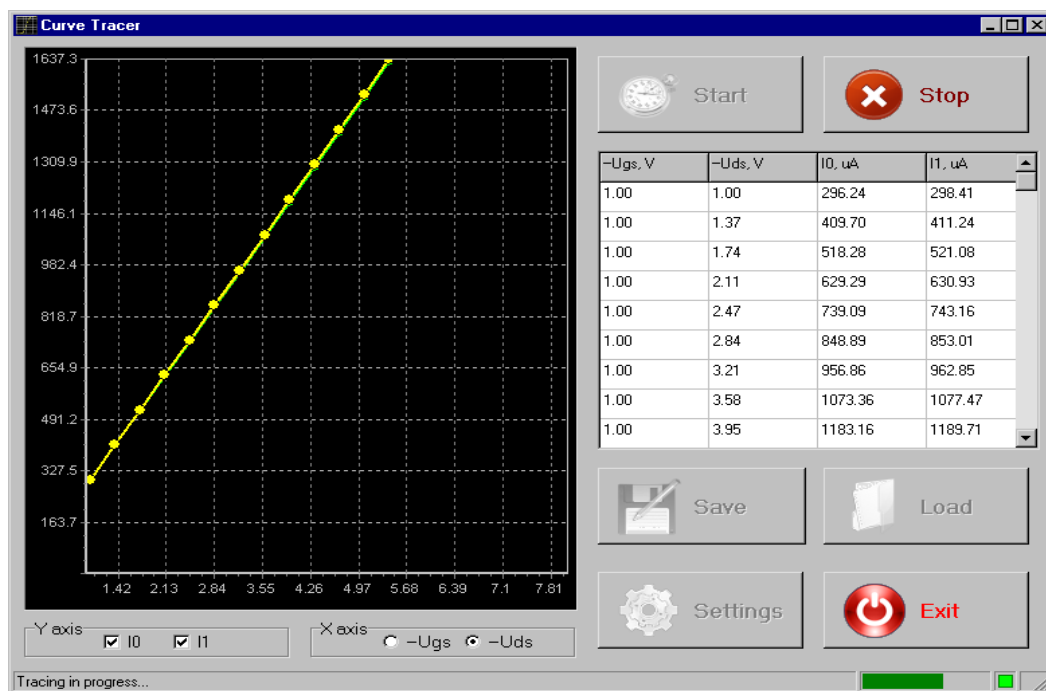 Curve Tracer
1637.3
1473.6
1309.9
1146.1
982.4
818.7
654.9
491.2
327.5
163.7
1.42 2.13 2.84 3.55 4.26 4.97 5.68 6.39 7.1 7.81
Y axis
I0 I1
X axis
-Ugs -Uds
Start
Stop
-Ugs, V -Uds, V I0, uA I1, uA
1.00 1.00 296.24 298.41
1.00 1.37 409.70 411.24
1.00 1.74 518.28 521.08
1.00 2.11 629.29 630.93
1.00 2.47 739.09 743.16
1.00 2.84 848.89 853.01
1.00 3.21 956.86 962.85
1.00 3.58 1073.36 1077.47
1.00 3.95 1183.16 1189.71
Save
Load
Settings
Exit
Tracing in progress...